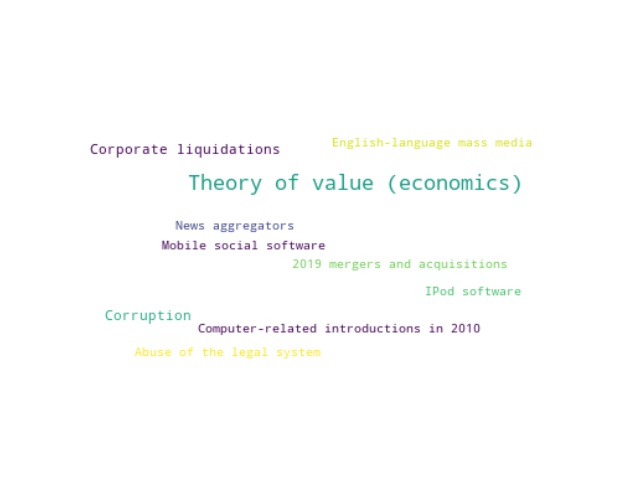 English-language mass media
Corporate liquidations
Theory of value (economics)
News aggregators
Mobile social software
2019 mergers and acquisitions
IPod software
Corruption
Computer-related introductions in 2010
Abuse of the legal system